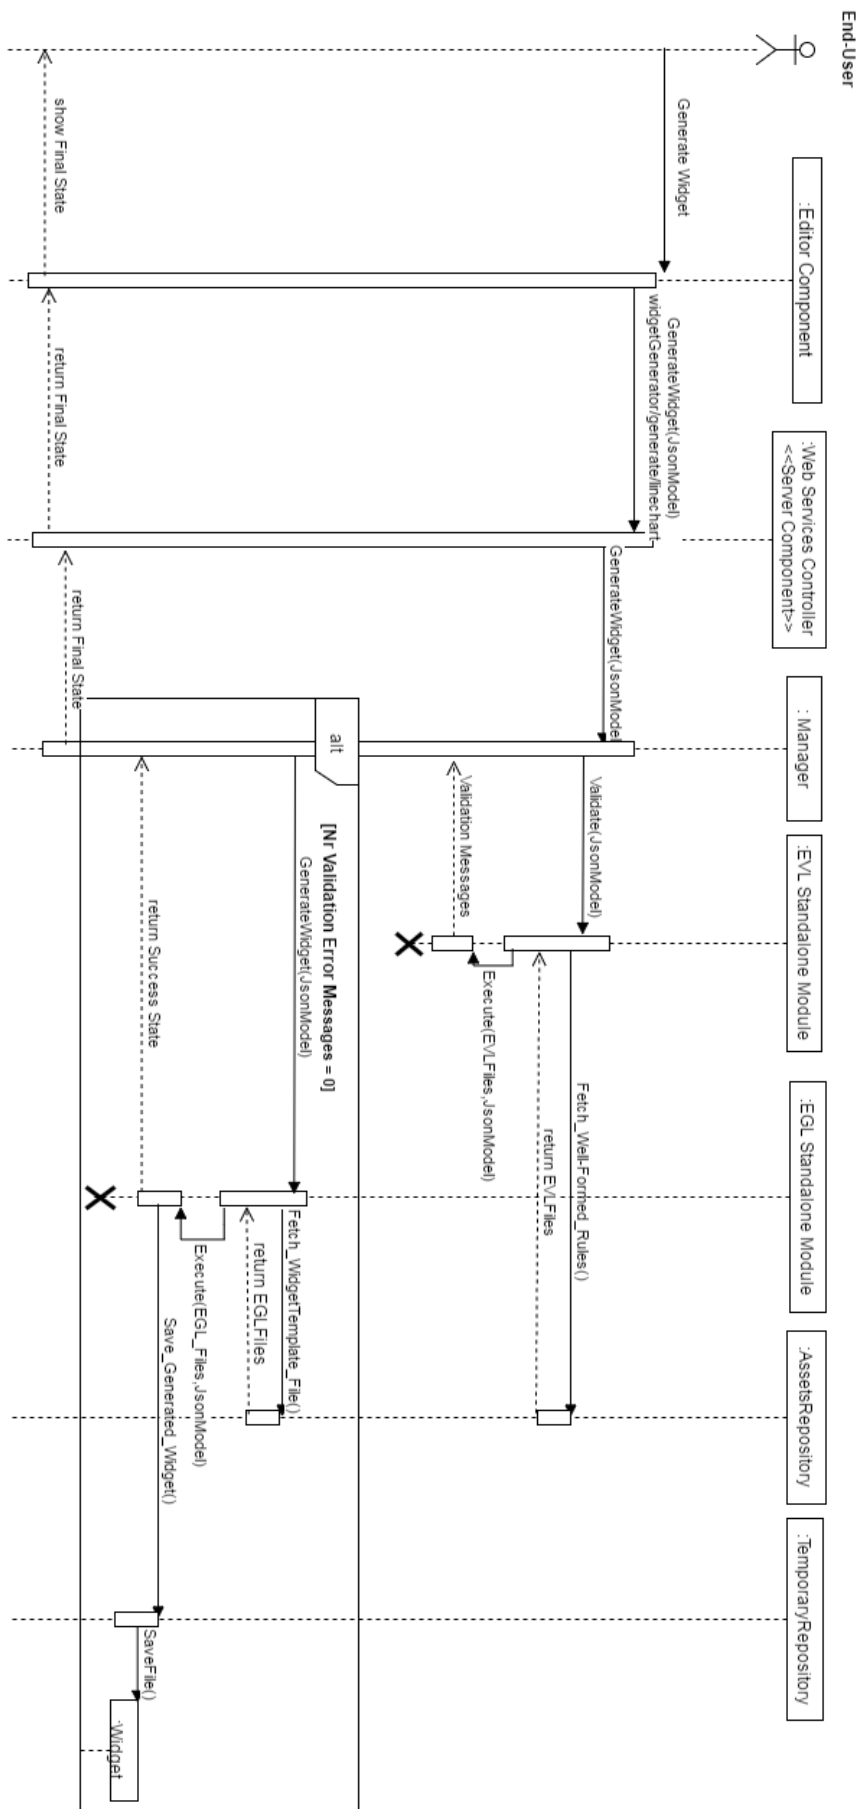 End-User
:Editor Component
:Web Services Controller
<<Server Component>>
: Manager
:EVL Standalone Module
:EGL Standalone Module
:AssetsRepository
:TemporaryRepository
Generate Widget
GenerateWidget(JsonModel)
widgetGenerator/generate/linechart
GenerateWidget(JsonModel
Validate(JsonModel)
Fetch_Well-Formed_Rules()
return EVLFiles
Execute(EVLFiles,JsonModel)
Validation Messages
alt
[Nr Validation Error Messages = 0]
GenerateWidget(JsonModel)
Fetch_WidgetTemplate_File()
return EGLFiles
Execute(EGL_Files,JsonModel)
Save_Generated_Widget()
SaveFile()
:Widget
return Success State
return Final State
return Final State
show Final State